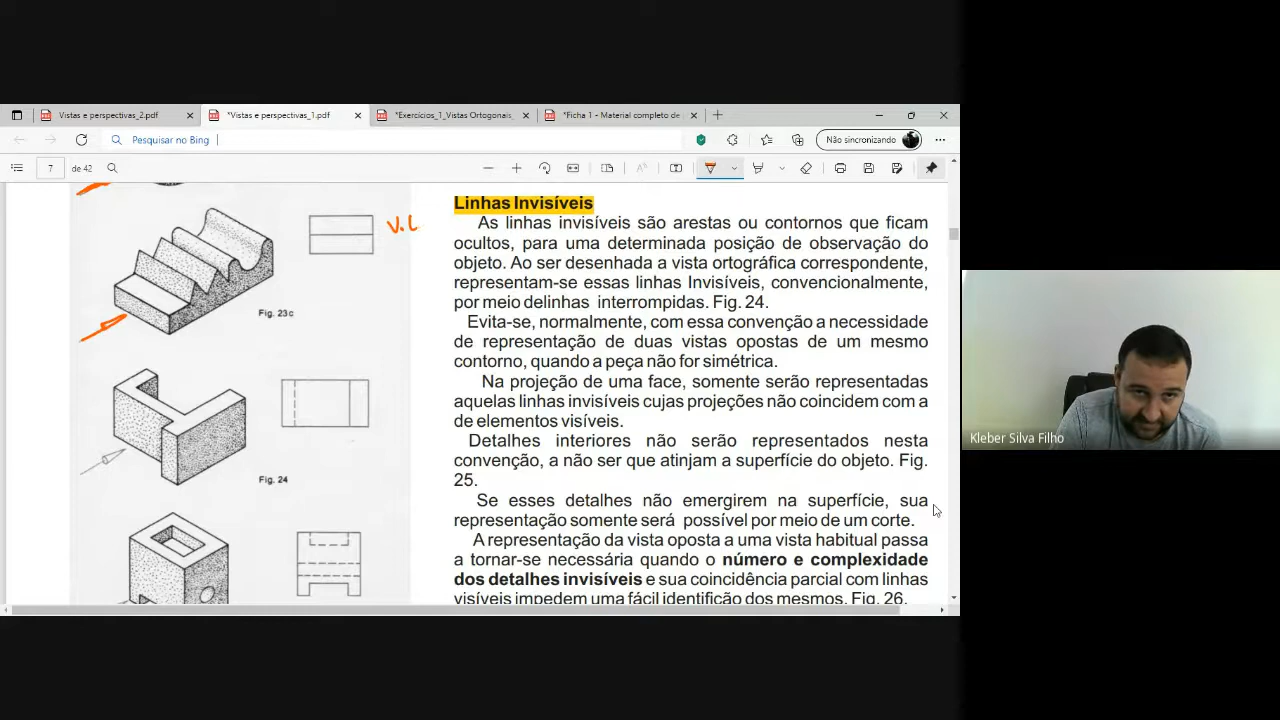 Vistas e perspectivas_2.pdf
*Vistas e perspectivas_1.pdf
*Exercícios_1_Vistas Ortogonais_
*Ficha 1 - Material completo de
Pesquisar no Bing
Não sincronizando
7 de 42
V.L
Fig. 23c
Fig. 24
Linhas Invisíveis
As linhas invisíveis são arestas ou contornos que ficam
ocultos, para uma determinada posição de observação do
objeto. Ao ser desenhada a vista ortográfica correspondente,
representam-se essas linhas Invisíveis, convencionalmente,
por meio delinhas interrompidas. Fig. 24.
Evita-se, normalmente, com essa convenção a necessidade
de representação de duas vistas opostas de um mesmo
contorno, quando a peça não for simétrica.
Na projeção de uma face, somente serão representadas
aquelas linhas invisíveis cujas projeções não coincidem com a
de elementos visíveis.
Detalhes interiores não serão representados nesta
convenção, a não ser que atinjam a superfície do objeto. Fig.
25.
Se esses detalhes não emergirem na superfície, sua
representação somente será possível por meio de um corte.
A representação da vista oposta a uma vista habitual passa
a tornar-se necessária quando o número e complexidade
dos detalhes invisíveis e sua coincidência parcial com linhas
visíveis impedem uma fácil identifição dos mesmos. Fig. 26.
Kleber Silva Filho